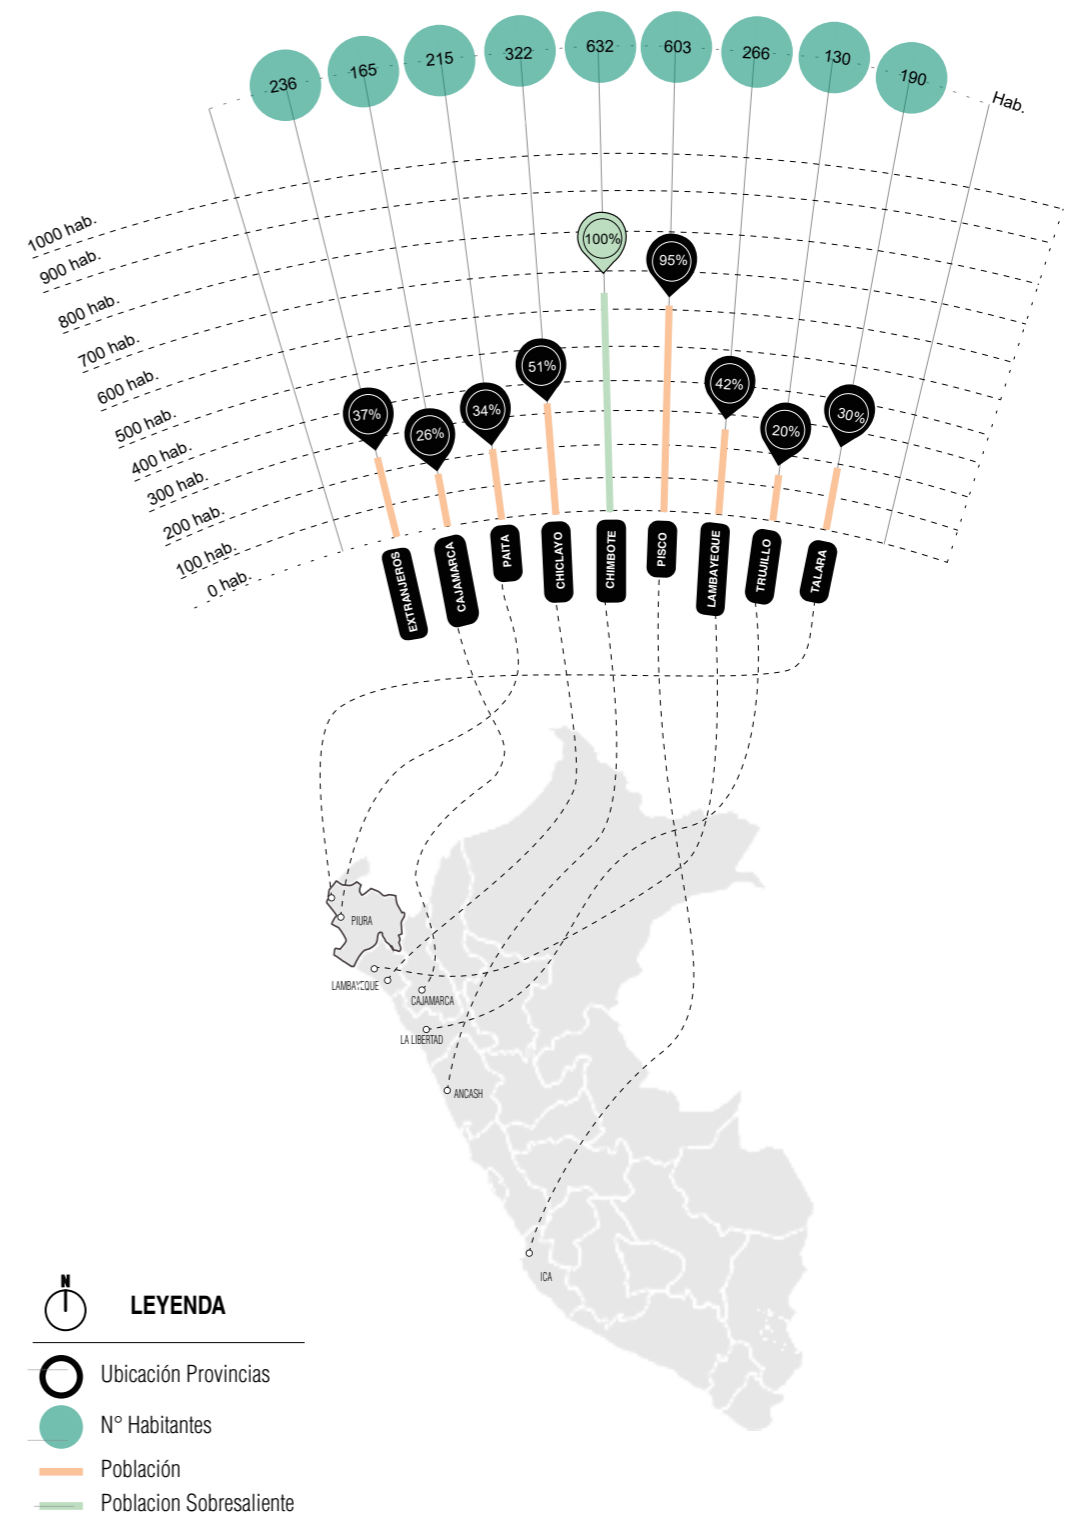 236
165
215
322
632
603
266
130
190
Hab.
1000 hab.
900 hab.
800 hab.
700 hab.
600 hab.
500 hab.
400 hab.
300 hab.
200 hab.
100 hab.
0 hab.
37%
26%
34%
51%
100%
95%
42%
20%
30%
EXTRANJEROS
CAJAMARCA
PAITA
CHICLAYO
CHIMBOTE
PISCO
LAMBAYEQUE
TRUJILLO
TALARA
PIURA
LAMBAYEQUE
CAJAMARCA
LA LIBERTAD
ANCASH
ICA
N
LEYENDA
Ubicación Provincias
N° Habitantes
Población
Poblacion Sobresaliente